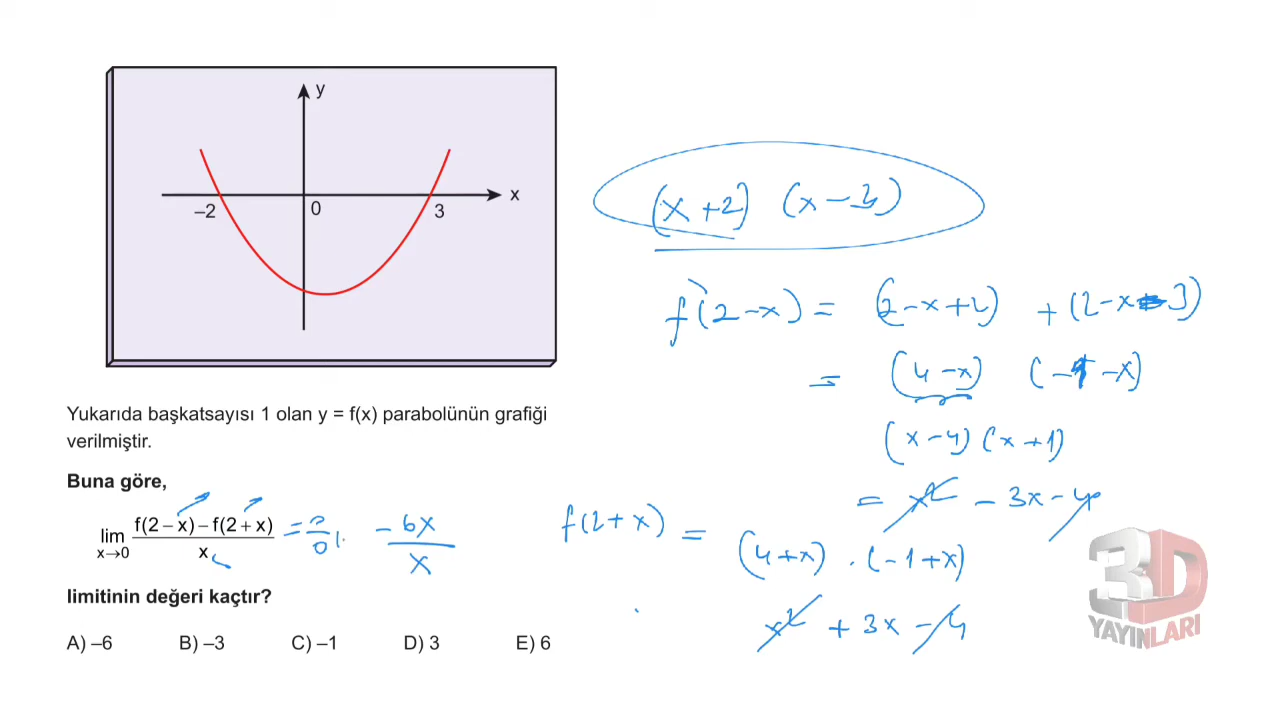 y
x
–2
0
3
Yukarıda başkatsayısı 1 olan y = f(x) parabolünün grafiği
verilmiştir.
Buna göre,
lim x→0 f(2 – x) – f(2 + x) / x = 0/0
-6x / x
limitinin değeri kaçtır?
A) –6 B) –3 C) –1 D) 3 E) 6
(x+2) (x-3)
f(2-x) = (2-x+2) + (2-x-3)
= (4-x) (-1-x)
(x-4) (x+1)
= x² - 3x - 4
f(2+x) = (4+x) · (-1+x)
x² + 3x - 4
3D
YAYINLARI